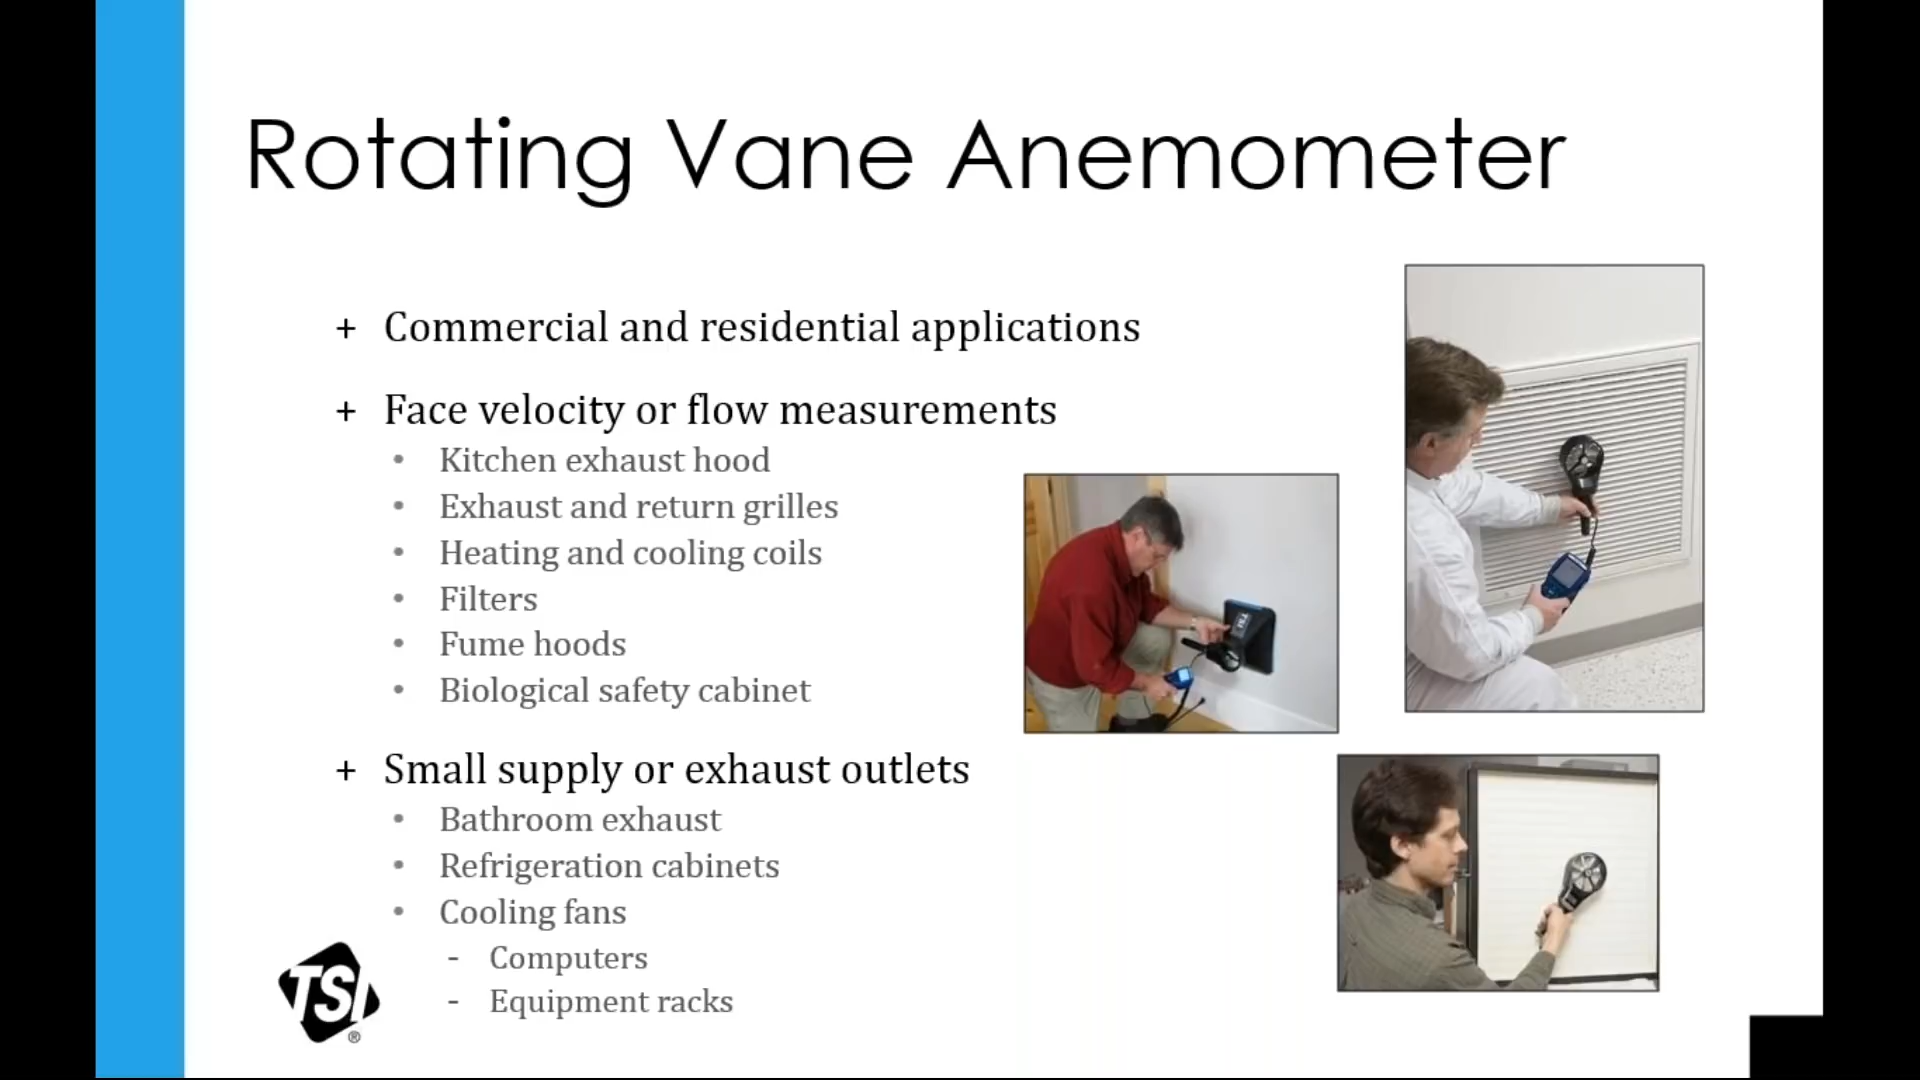 Rotating Vane Anemometer
+ Commercial and residential applications
+ Face velocity or flow measurements
• Kitchen exhaust hood
• Exhaust and return grilles
• Heating and cooling coils
• Filters
• Fume hoods
• Biological safety cabinet
+ Small supply or exhaust outlets
• Bathroom exhaust
• Refrigeration cabinets
• Cooling fans
- Computers
- Equipment racks
TSI®
TSI